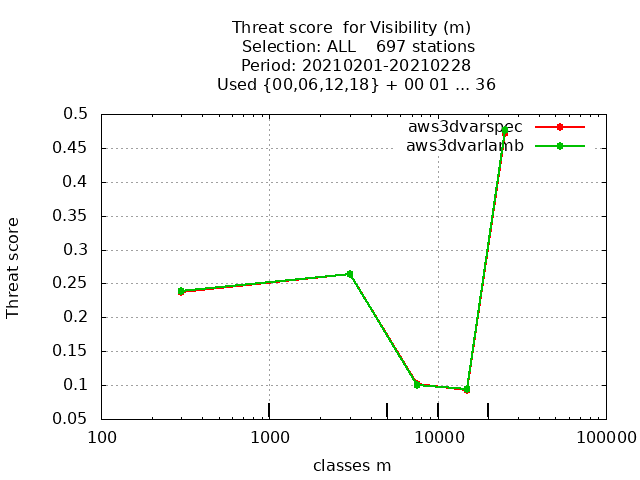 Threat score  for Visibility (m)
Selection: ALL    697 stations
Period: 20210201-20210228
Used {00,06,12,18} + 00 01 ... 36
0.5
0.45
0.4
0.35
0.3
0.25
0.2
0.15
0.1
0.05
Threat score
aws3dvarspec
aws3dvarlamb
100
1000
10000
100000
classes m